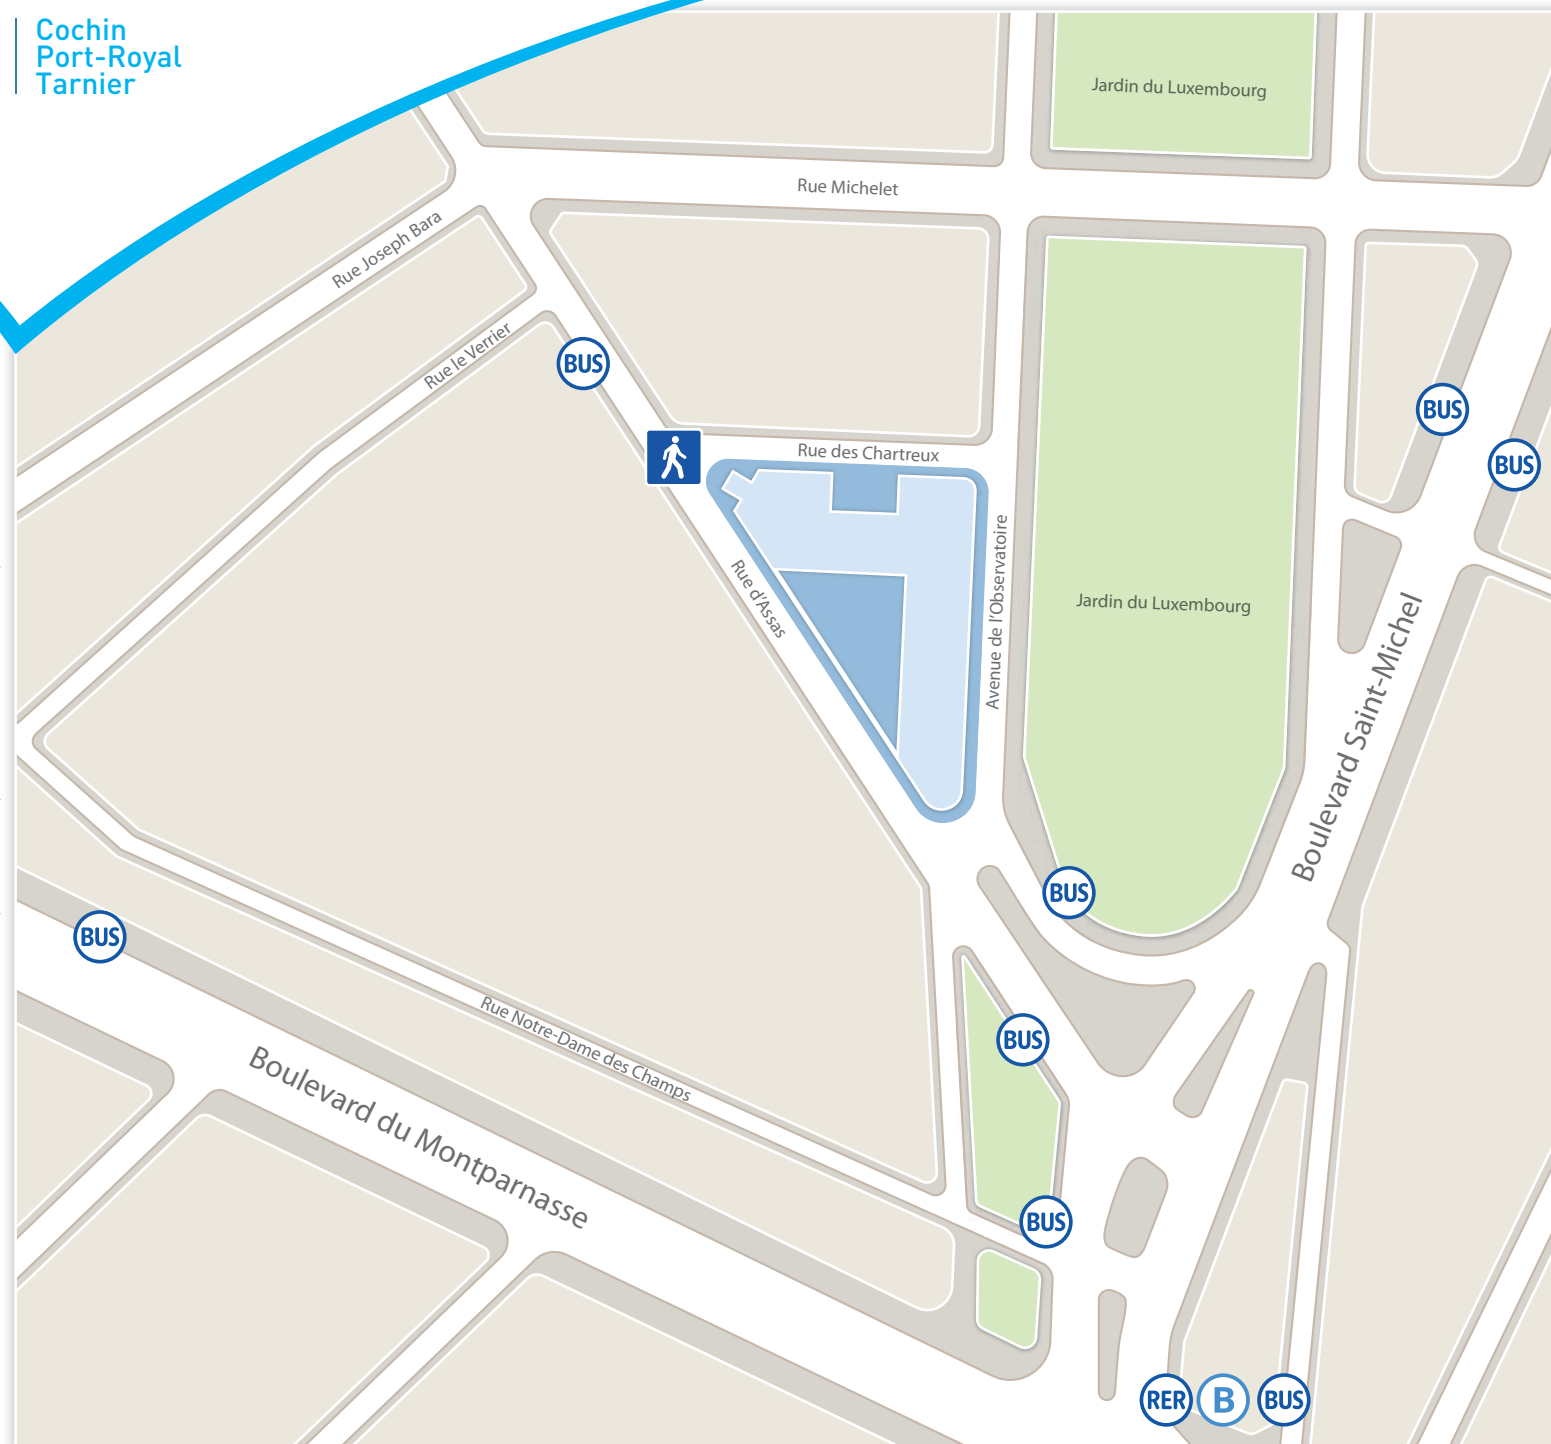 Cochin
Port-Royal
Tarnier
Jardin du Luxembourg
Rue Michelet
Rue Joseph Bara
Rue le Verrier
BUS
BUS
Rue des Chartreux
BUS
Avenue de l'Observatoire
Rue d'Assas
Jardin du Luxembourg
Boulevard Saint-Michel
BUS
BUS
Rue Notre-Dame des Champs
BUS
Boulevard du Montparnasse
BUS
RER
B
BUS